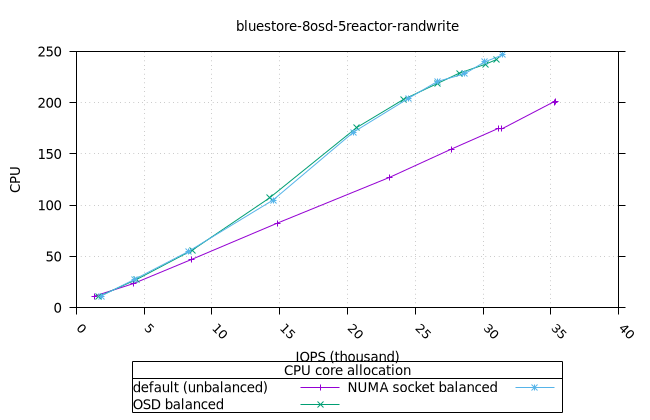 bluestore-8osd-5reactor-randwrite
250
200
150
100
50
0
CPU
0 5 10 15 20 25 30 35 40
IOPS (thousand)
CPU core allocation
default (unbalanced) NUMA socket balanced
OSD balanced